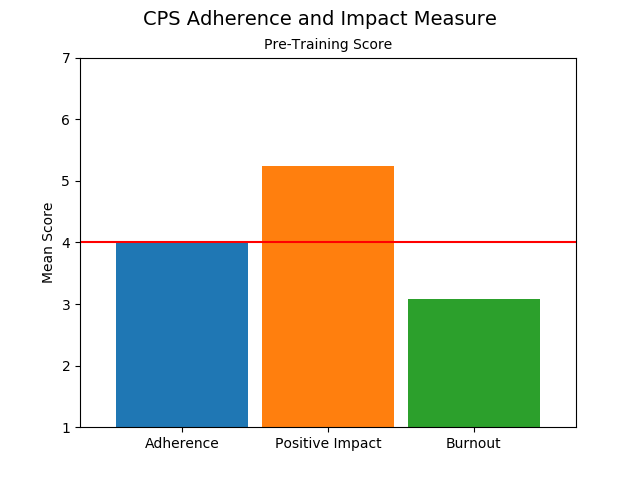 CPS Adherence and Impact Measure
Pre-Training Score
7
6
5
4
3
2
1
Mean Score
Adherence Positive Impact Burnout